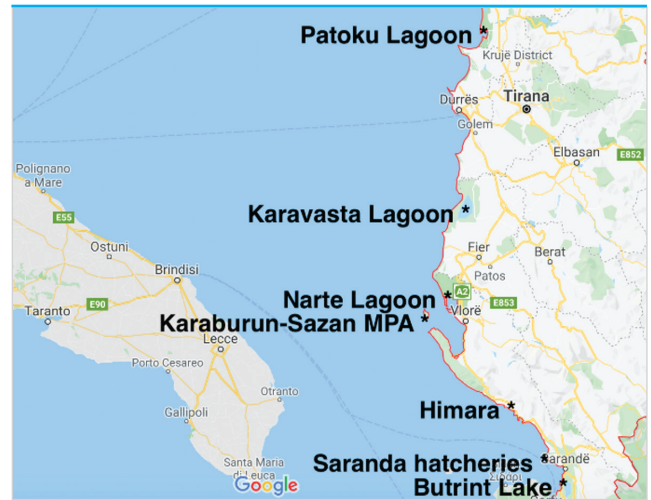 Patoku Lagoon *
Krujë District
Durrës
Tirana
Golem
Elbasan
E852
Polignano
a Mare
E55
Karavasta Lagoon *
Ostuni
Fier
Berat
Patos
Brindisi
Narte Lagoon *
A2
E853
Taranto
E90
Karaburun-Sazan MPA *
Vlorë
Lecce
Porto Cesareo
Otranto
Gallipoli
Himara *
Santa Maria
di Leuca
Saranda hatcheries *
Sarandë
Google
Butrint Lake *